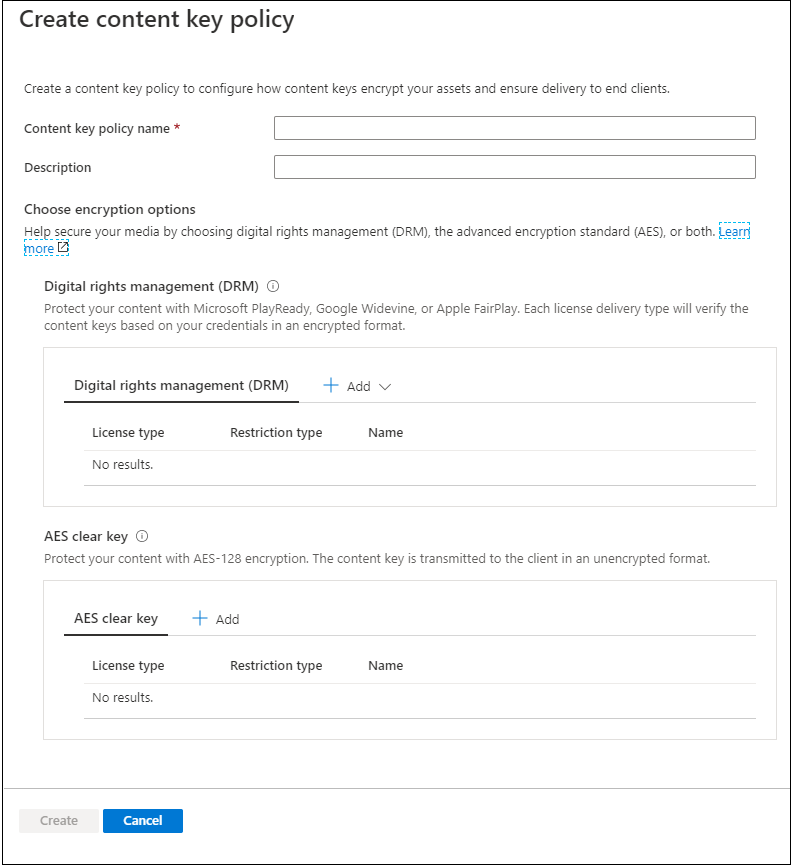 Create content key policy
Create a content key policy to configure how content keys encrypt your assets and ensure delivery to end clients.
Content key policy name *
Description
Choose encryption options
Help secure your media by choosing digital rights management (DRM), the advanced encryption standard (AES), or both. Learn
more
Digital rights management (DRM)
Protect your content with Microsoft PlayReady, Google Widevine, or Apple FairPlay. Each license delivery type will verify the
content keys based on your credentials in an encrypted format.
Digital rights management (DRM) Add
License type Restriction type Name
No results.
AES clear key
Protect your content with AES-128 encryption. The content key is transmitted to the client in an unencrypted format.
AES clear key Add
License type Restriction type Name
No results.
Create Cancel